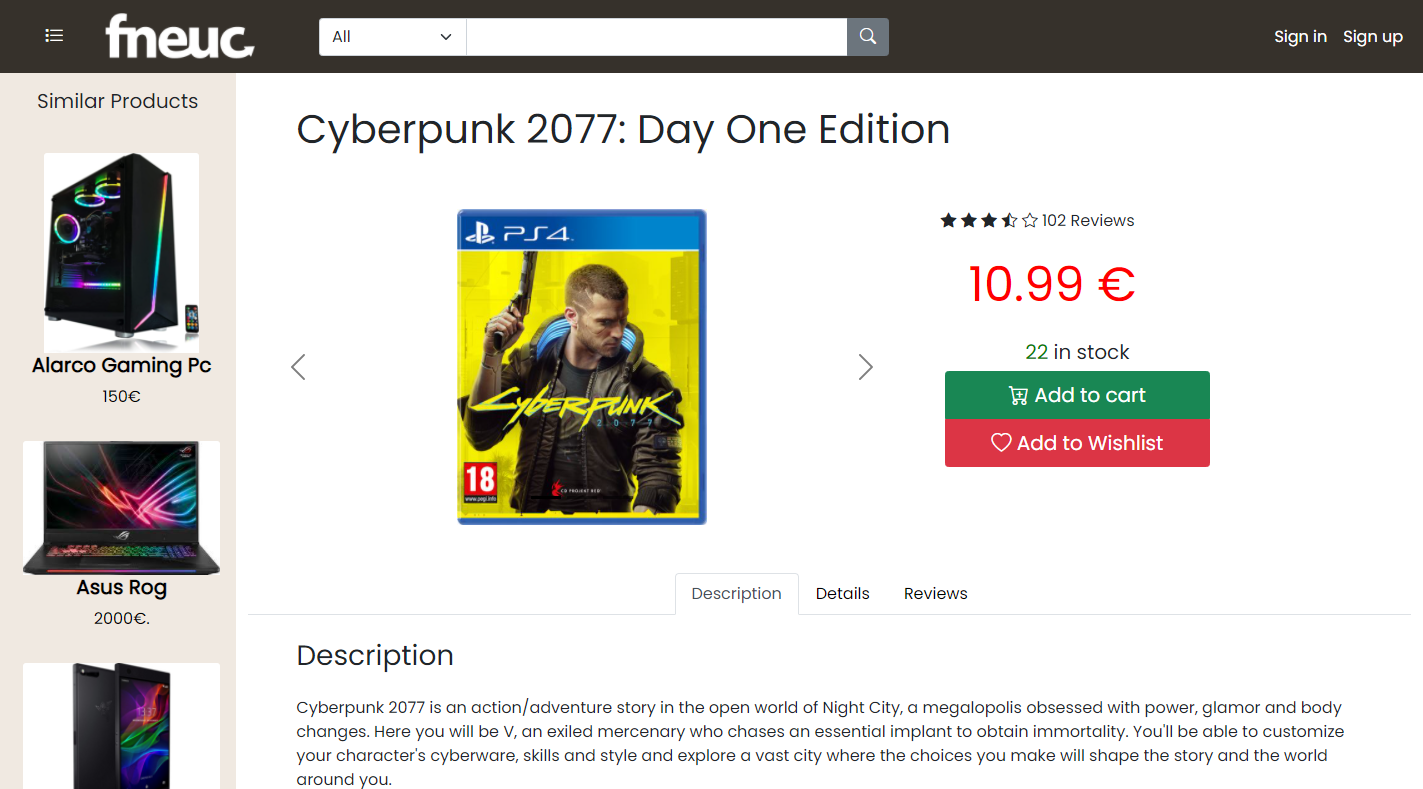 fneuc
All
Sign in
Sign up
Similar Products
Alarco Gaming Pc
150€
Asus Rog
2000€.
Cyberpunk 2077: Day One Edition
PS4
CYBERPUNK
2077
18
www.pegi.info
CD PROJEKT RED
102 Reviews
10.99 €
22 in stock
Add to cart
Add to Wishlist
Description
Details
Reviews
Description
Cyberpunk 2077 is an action/adventure story in the open world of Night City, a megalopolis obsessed with power, glamor and body
changes. Here you will be V, an exiled mercenary who chases an essential implant to obtain immortality. You'll be able to customize
your character's cyberware, skills and style and explore a vast city where the choices you make will shape the story and the world
around you.